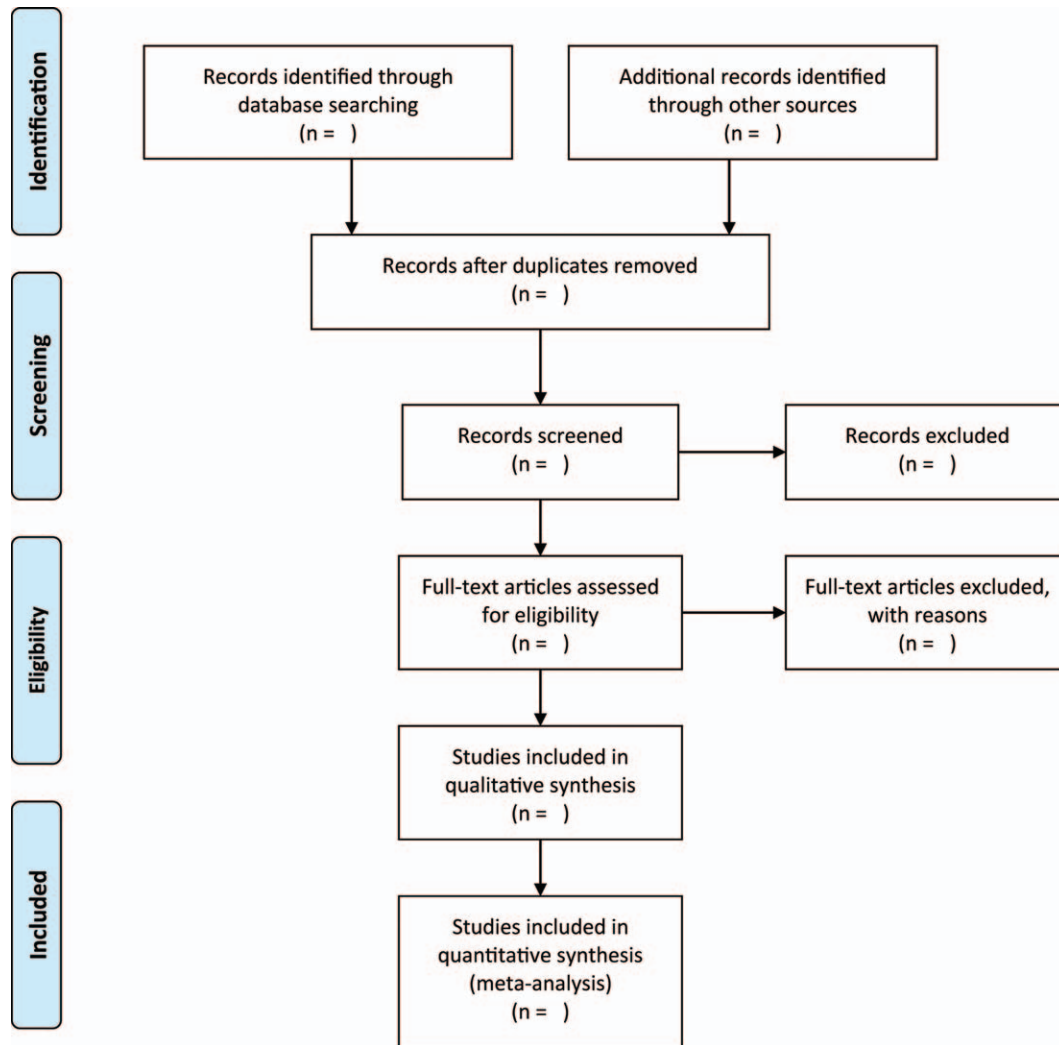 Identification
Records identified through
database searching
(n =   )
Additional records identified
through other sources
(n =   )
Screening
Records after duplicates removed
(n =   )
Records screened
(n =   )
Records excluded
(n =   )
Eligibility
Full-text articles assessed
for eligibility
(n =   )
Full-text articles excluded,
with reasons
(n =   )
Studies included in
qualitative synthesis
(n =   )
Included
Studies included in
quantitative synthesis
(meta-analysis)
(n =   )